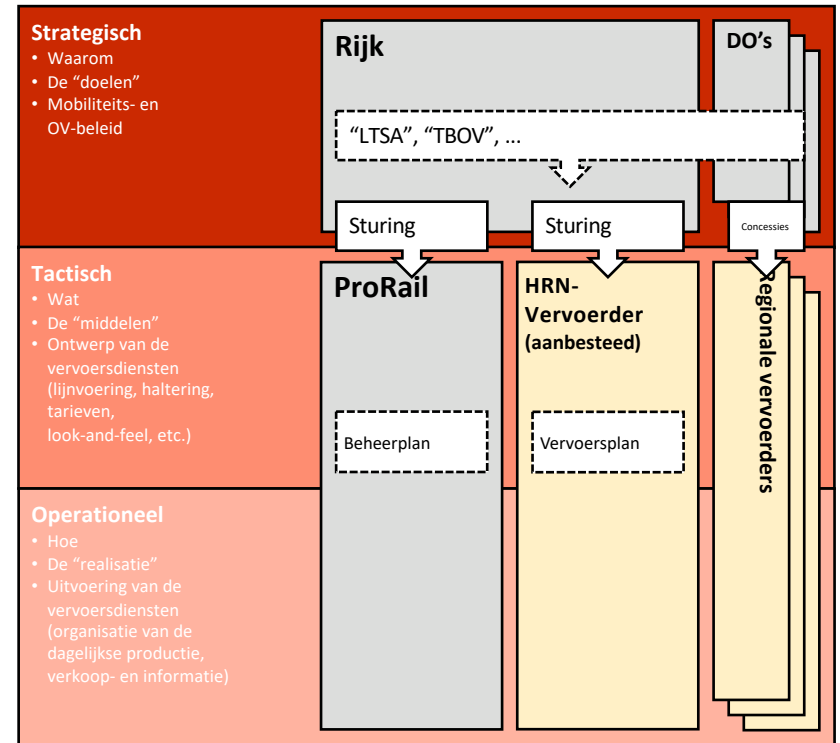 Strategisch
• Waarom
• De “doelen”
• Mobiliteits- en
OV-beleid
Rijk
DO’s
“LTSA”, “TBOV”, ...
Sturing
Sturing
Concessies
Tactisch
• Wat
• De “middelen”
• Ontwerp van de
vervoersdiensten
(lijnvoering, haltering,
tarieven,
look-and-feel, etc.)
ProRail
HRN-
Vervoerder
(aanbesteed)
Regionale vervoerders
Beheerplan
Vervoersplan
Operationeel
• Hoe
• De “realisatie”
• Uitvoering van de
vervoersdiensten
(organisatie van de
dagelijkse productie,
verkoop- en informatie)